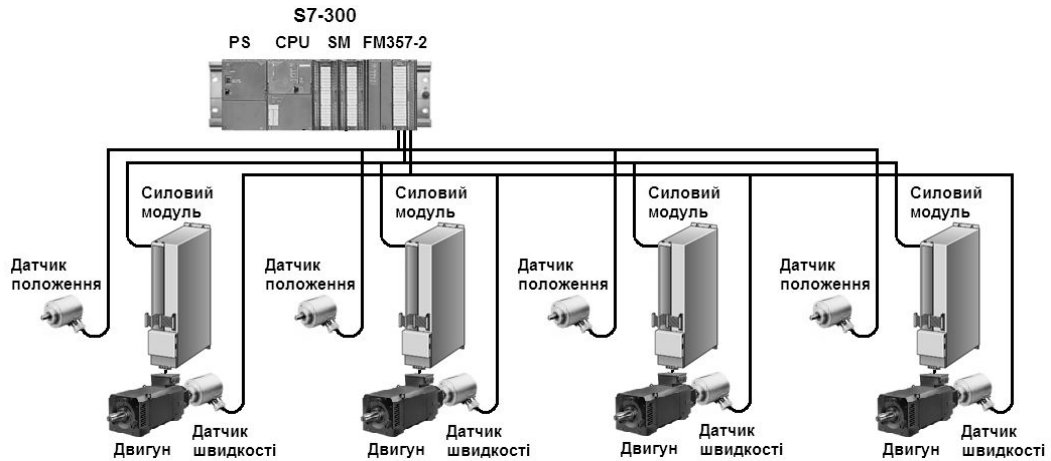 S7-300
PS CPU SM FM357-2
Силовий
модуль
Силовий
модуль
Силовий
модуль
Силовий
модуль
Датчик
положення
Датчик
положення
Датчик
положення
Датчик
положення
Двигун
Датчик
швидкості
Двигун
Датчик
швидкості
Двигун
Датчик
швидкості
Двигун
Датчик
швидкості